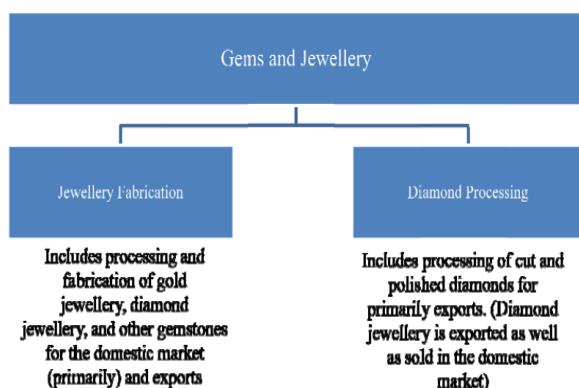 Gems and Jewellery
Jewellery Fabrication
Includes processing and
fabrication of gold
jewellery, diamond
jewellery, and other gemstones
for the domestic market
(primarily) and exports
Diamond Processing
Includes processing of cut and
polished diamonds for
primarily exports. (Diamond
jewellery is exported as well
as sold in the domestic
market)